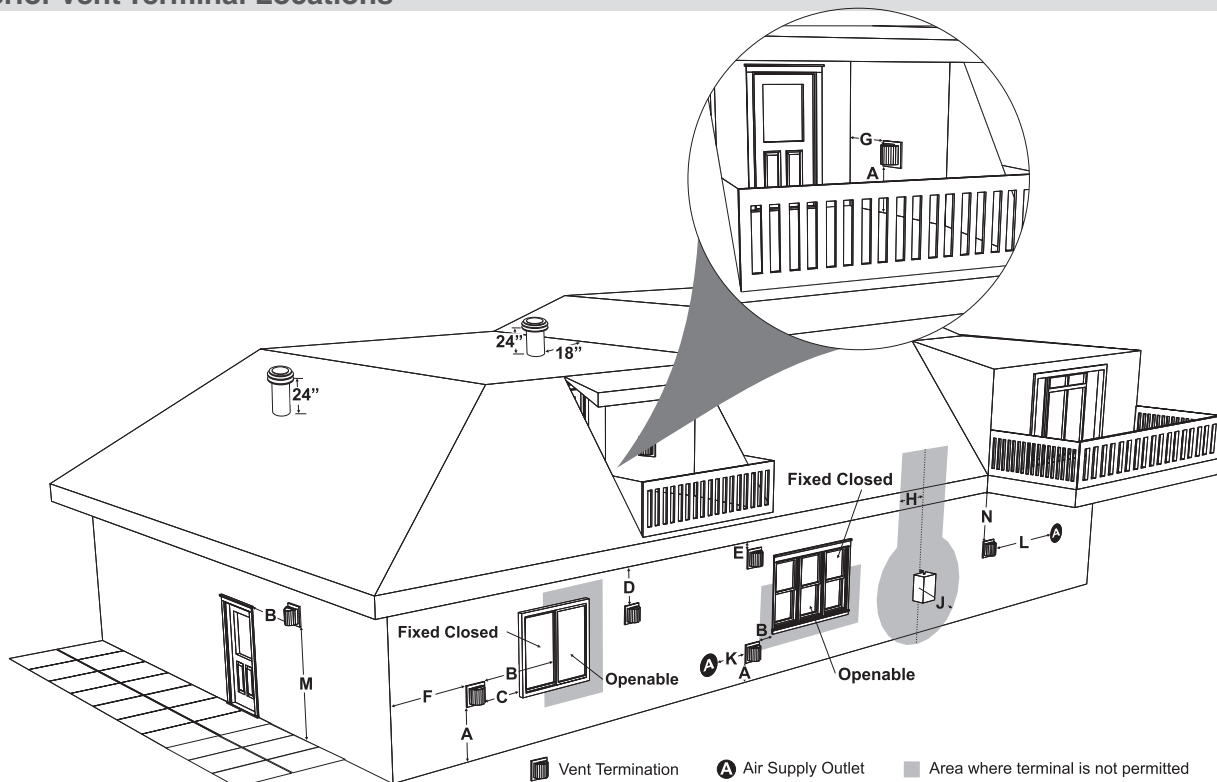 Vent Terminal Locations
G
A
24”
18”
24”
Fixed Closed
H
N
E
L
A
D
B
J
Fixed Closed
B
B
K
A
Openable
M
F
C
A
Openable
A
Vent Termination
A Air Supply Outlet
Area where terminal is not permitted